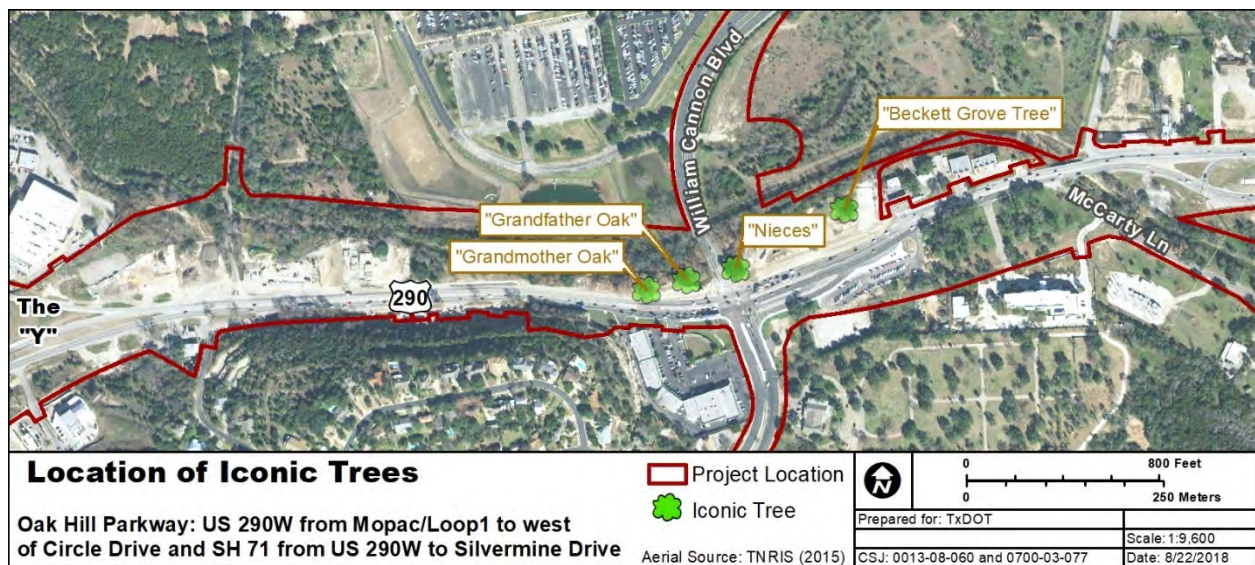 William Cannon Blvd
"Beckett Grove Tree"
"Grandfather Oak"
"Nieces"
McCarty Ln
"Grandmother Oak"
290
The
"Y"
Location of Iconic Trees
Oak Hill Parkway: US 290W from Mopac/Loop1 to west
of Circle Drive and SH 71 from US 290W to Silvermine Drive
Project Location
Iconic Tree
Aerial Source: TNRIS (2015)
N
0 800 Feet
0 250 Meters
Prepared for: TxDOT
Scale: 1:9,600
CSJ: 0013-08-060 and 0700-03-077
Date: 8/22/2018